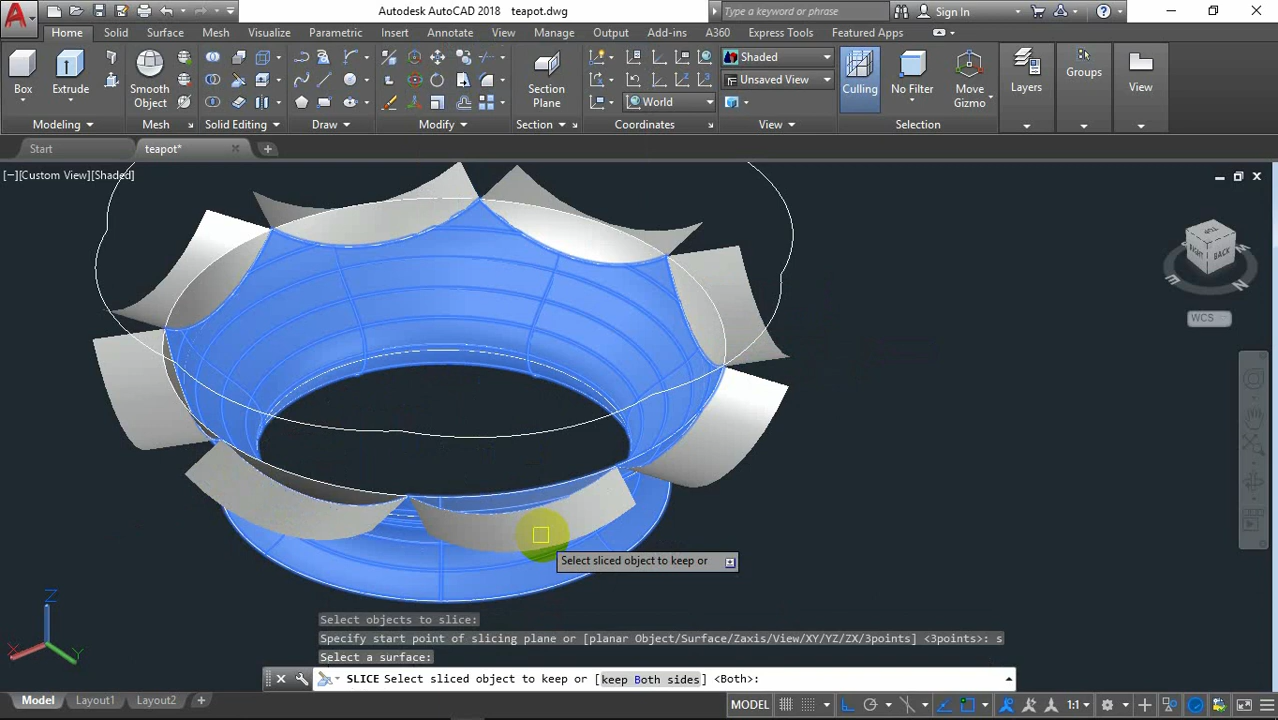 Autodesk AutoCAD 2018 teapot.dwg
Type a keyword or phrase
Sign In
Home Solid Surface Mesh Visualize Parametric Insert Annotate View Manage Output Add-ins A360 Express Tools Featured Apps
Box
Extrude
Smooth
Object
Section
Plane
Shaded
Unsaved View
World
Culling
No Filter
Move
Gizmo
Layers
Groups
View
Modeling Mesh Solid Editing Draw Modify Section Coordinates View Selection
Start teapot*
[−][Custom View][Shaded]
TOP
RIGHT
BACK
E
N
WCS
Select sliced object to keep or
Z
X
Y
Select objects to slice:
Specify start point of slicing plane or [planar Object/Surface/Zaxis/View/XY/YZ/ZX/3points] <3points>: s
Select a surface:
SLICE Select sliced object to keep or [keep Both sides] <Both>:
Model Layout1 Layout2
MODEL
1:1